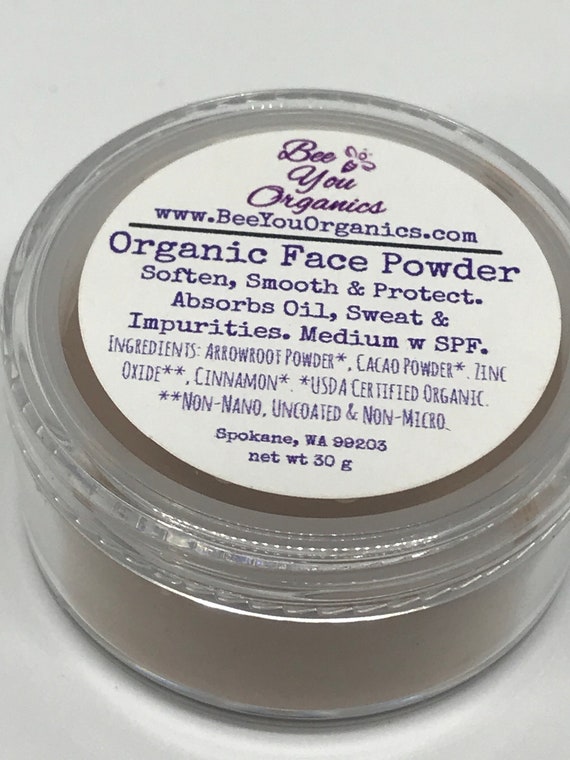 Bee
You
Organics
www.BeeYouOrganics.com
Organic Face Powder
Soften, Smooth & Protect.
Absorbs Oil, Sweat &
Impurities. Medium w SPF.
Ingredients: Arrowroot Powder*, Cacao Powder*. Zinc
Oxide**, Cinnamon*. *USDA Certified Organic.
**Non-Nano, Uncoated & Non-Micro.
Spokane, WA 99203
net wt 30 g